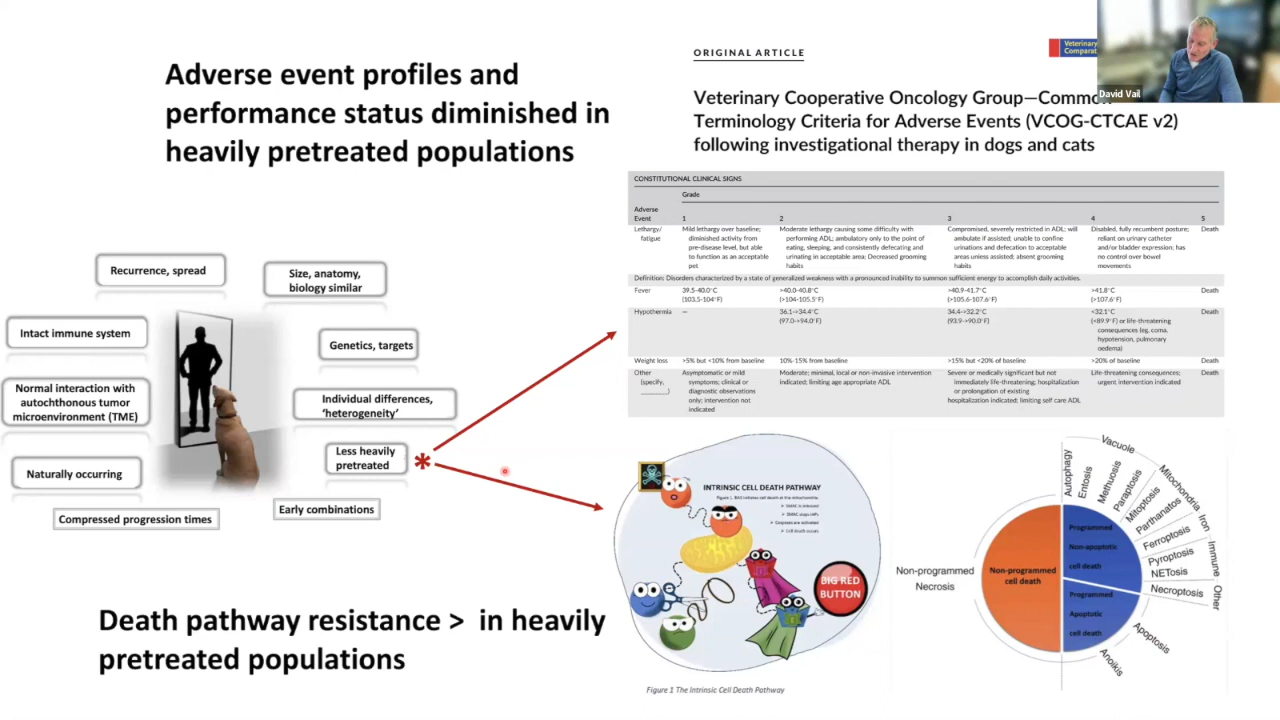 Adverse event profiles and
performance status diminished in
heavily pretreated populations
Recurrence, spread
Size, anatomy,
biology similar
Intact immune system
Genetics, targets
Normal interaction with
autochthonous tumor
microenvironment (TME)
Individual differences,
‘heterogeneity’
Less heavily
pretreated
*
Naturally occurring
Early combinations
Compressed progression times
Death pathway resistance > in heavily
pretreated populations
ORIGINAL ARTICLE
Veterinary
Comparat
David Vail
Veterinary Cooperative Oncology Group—Common
Terminology Criteria for Adverse Events (VCOG-CTCAE v2)
following investigational therapy in dogs and cats
CONSTITUTIONAL CLINICAL SIGNS
Grade
Adverse
Event 1 2 3 4 5
Lethargy/ Mild lethargy over baseline; Moderate lethargy causing some difficulty with Compromised, severely restricted in ADL; will Disabled, fully recumbent posture; Death
fatigue diminished activity from performing ADL; ambulatory only to the point of ambulate if assisted; unable to confine reliant on urinary catheter
pre-disease level, but able eating, sleeping, and consistently defecating and urinations and defecation to acceptable and/or bladder expression; has
to function as an acceptable urinating in acceptable area; Decreased grooming areas unless assisted; absent grooming no control over bowel
pet habits habits movements
Definition: Disorders characterized by a state of generalized weakness with a pronounced inability to summon sufficient energy to accomplish daily activities.
Fever 39.5-40.0°C >40.0-40.8°C >40.9-41.7°C >41.8°C Death
(103.5-104°F) (>104-105.5°F) (>105.6-107.6°F) (>107.6°F)
Hypothermia — 36.1->34.4°C 34.4->32.2°C <32.1°C Death
(97.0->94.0°F) (93.9->90.0°F) (<89.9°F) or life-threatening
consequences (eg, coma,
hypotension, pulmonary
oedema)
Weight loss >5% but <10% from baseline 10%-15% from baseline >15% but <20% of baseline >20% of baseline Death
Other Asymptomatic or mild Moderate; minimal, local or non-invasive intervention Severe or medically significant but not Life-threatening consequences; Death
(specify, symptoms; clinical or indicated; limiting age appropriate ADL immediately life-threatening; hospitalization urgent intervention indicated
______) diagnostic observations or prolongation of existing
only; intervention not hospitalization indicated; limiting self care ADL
indicated
INTRINSIC CELL DEATH PATHWAY
> SMAC is released
> SMAC stops IAPs
> Caspases are activated
> Cell death occurs
BIG RED
BUTTON
Figure 1 The Intrinsic Cell Death Pathway
Non-programmed
Necrosis
Non-programmed
cell death
Programmed
Non-apoptotic
cell death
Programmed
Apoptotic
cell death
Vacuole
Autophagy
Entosis
Methuosis
Paraptosis
Mitochondria
Mitoptosis
Parthanatos
Iron
Ferroptosis
Immune
Pyroptosis
NETosis
Other
Necroptosis
Apoptosis
Anoikis